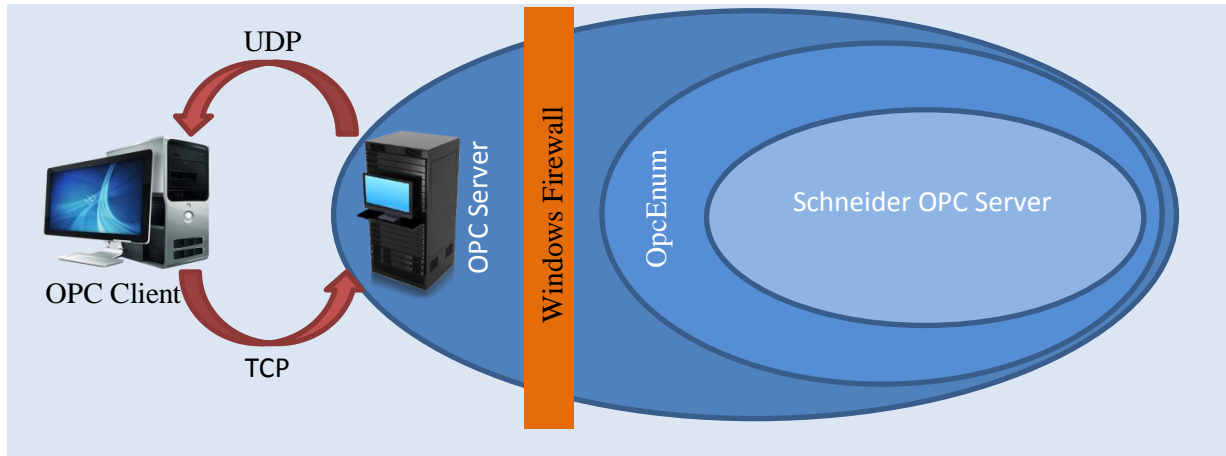 UDP
OPC Client
TCP
OPC Server
Windows Firewall
OpcEnum
Schneider OPC Server